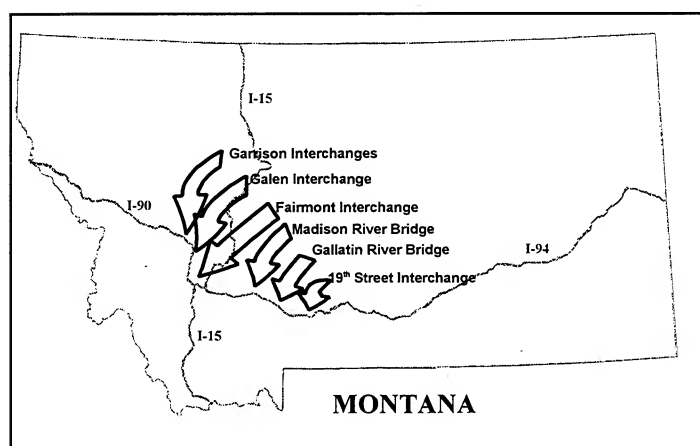 I-15
Garrison Interchanges
Galen Interchange
I-90
Fairmont Interchange
Madison River Bridge
Gallatin River Bridge
I-94
19th Street Interchange
I-15
MONTANA